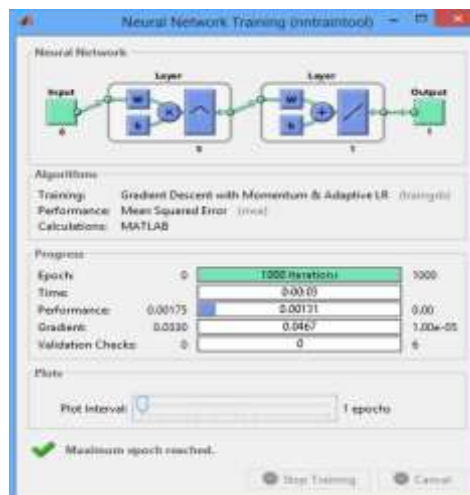 Neural Network Training (nntraintool)
Neural Network
Layer Layer
Input Output
W W
b b
6 1
1
Algorithms
Training: Gradient Descent with Momentum & Adaptive LR (traingdx)
Performance: Mean Squared Error (mse)
Calculations: MATLAB
Progress
Epoch: 0 1000 iterations 1000
Time: 0:00:03
Performance: 0.00175 0.00131 0.00
Gradient: 0.0330 0.0467 1.00e-05
Validation Checks: 0 0 6
Plots
Plot Interval: 1 epochs
Maximum epoch reached.
Stop Training Cancel